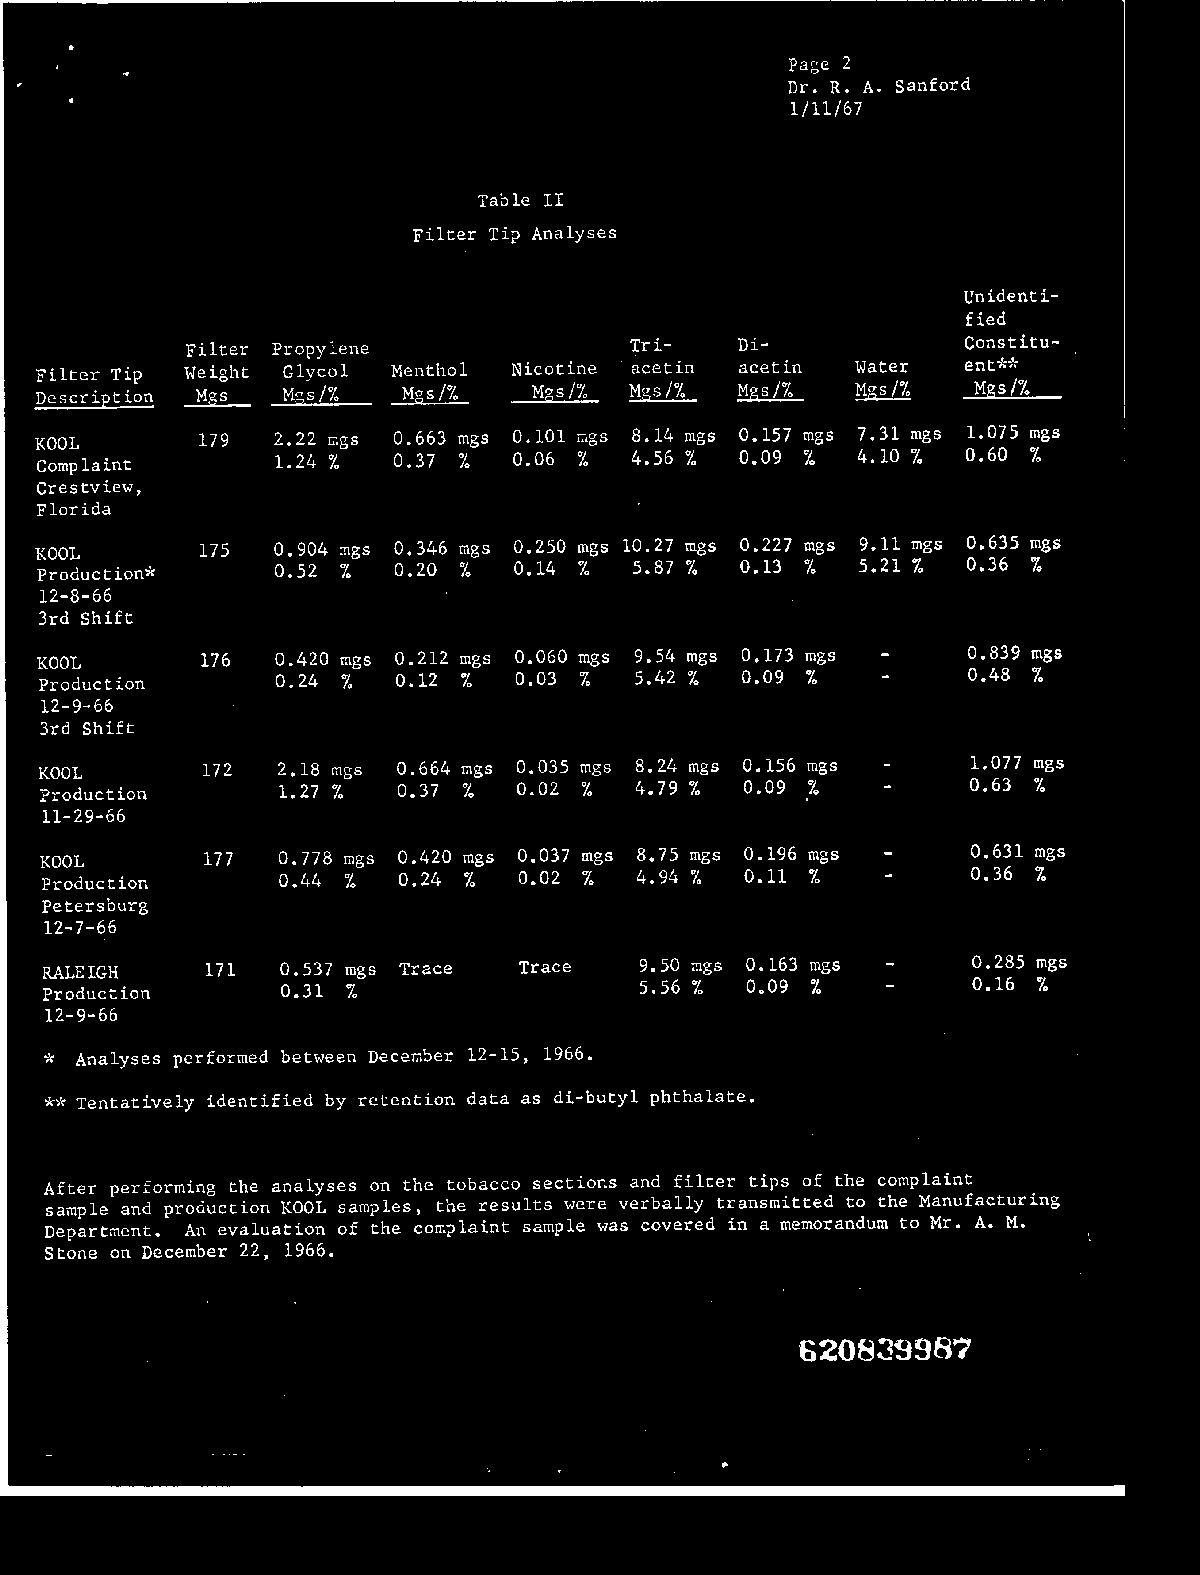 Page 2
Dr. R. A. Sanford
1/11/67
Table II
Filter Tip Analyses
Unidenti-
fied
Filter Propylene Tri- Di- Constitu-
Filter Tip Weight Glycol Menthol Nicotine acetin acetin Water ent**
Description Mgs Mgs/% Mgs/% Mgs/% Mgs/% Mgs/% Mgs/% Mgs/%
KOOL 179 2.22 mgs 0.663 mgs 0.101 mgs 8.14 mgs 0.157 mgs 7.31 mgs 1.075 mgs
Complaint 1.24 % 0.37 % 0.06 % 4.56 % 0.09 % 4.10 % 0.60 %
Crestview,
Florida
KOOL 175 0.904 mgs 0.346 mgs 0.250 mgs 10.27 mgs 0.227 mgs 9.11 mgs 0.635 mgs
Production* 0.52 % 0.20 % 0.14 % 5.87 % 0.13 % 5.21 % 0.36 %
12-8-66
3rd Shift
KOOL 176 0.420 mgs 0.212 mgs 0.060 mgs 9.54 mgs 0.173 mgs - 0.839 mgs
Production 0.24 % 0.12 % 0.03 % 5.42 % 0.09 % - 0.48 %
12-9-66
3rd Shift
KOOL 172 2.18 mgs 0.664 mgs 0.035 mgs 8.24 mgs 0.156 mgs - 1.077 mgs
Production 1.27 % 0.37 % 0.02 % 4.79 % 0.09 % - 0.63 %
11-29-66
KOOL 177 0.778 mgs 0.420 mgs 0.037 mgs 8.75 mgs 0.196 mgs - 0.631 mgs
Production 0.44 % 0.24 % 0.02 % 4.94 % 0.11 % - 0.36 %
Petersburg
12-7-66
RALEIGH 171 0.537 mgs Trace Trace 9.50 mgs 0.163 mgs - 0.285 mgs
Production 0.31 % 5.56 % 0.09 % - 0.16 %
12-9-66
* Analyses performed between December 12-15, 1966.
** Tentatively identified by retention data as di-butyl phthalate.
After performing the analyses on the tobacco sections and filter tips of the complaint
sample and production KOOL samples, the results were verbally transmitted to the Manufacturing
Department. An evaluation of the complaint sample was covered in a memorandum to Mr. A. M.
Stone on December 22, 1966.
620839987